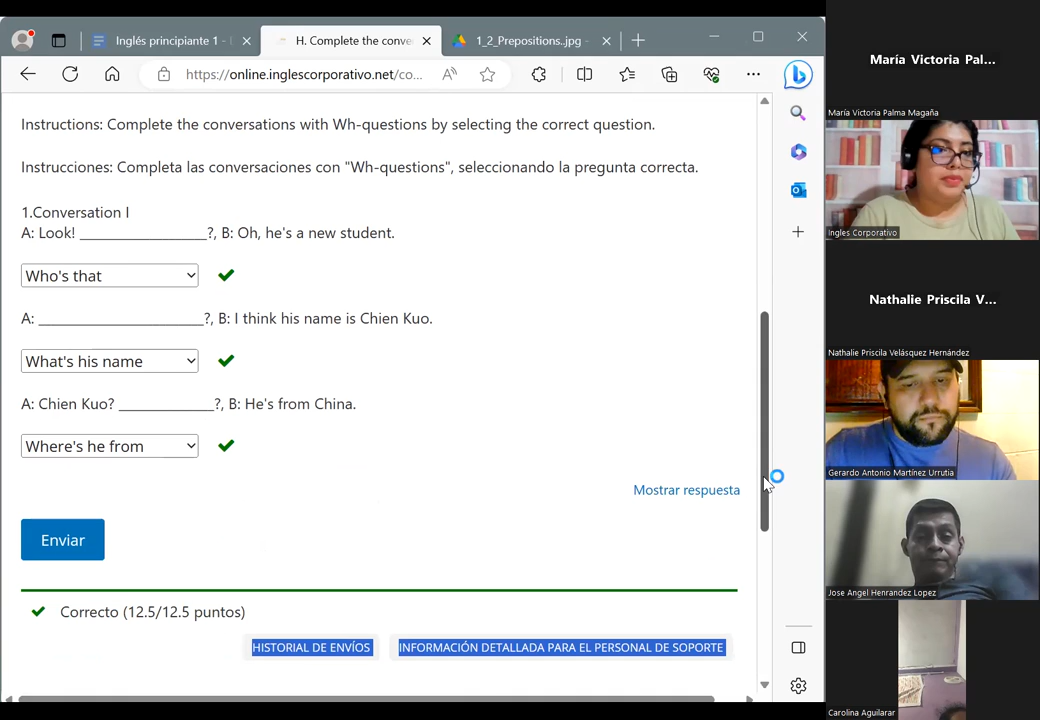 Inglés principiante 1 -
H. Complete the conve
1_2_Prepositions.jpg -
https://online.inglescorporativo.net/co...
Instructions: Complete the conversations with Wh-questions by selecting the correct question.
Instrucciones: Completa las conversaciones con "Wh-questions", seleccionando la pregunta correcta.
1.Conversation I
A: Look! __________________?, B: Oh, he's a new student.
Who's that
A: _______________________?, B: I think his name is Chien Kuo.
What's his name
A: Chien Kuo? _____________?, B: He's from China.
Where's he from
Mostrar respuesta
Enviar
Correcto (12.5/12.5 puntos)
HISTORIAL DE ENVÍOS
INFORMACIÓN DETALLADA PARA EL PERSONAL DE SOPORTE
María Victoria Pal...
María Victoria Palma Magaña
Ingles Corporativo
Nathalie Priscila V...
Nathalie Priscila Velásquez Hernández
Gerardo Antonio Martínez Urrutia
Jose Angel Henrandez Lopez
Carolina Aguilarar